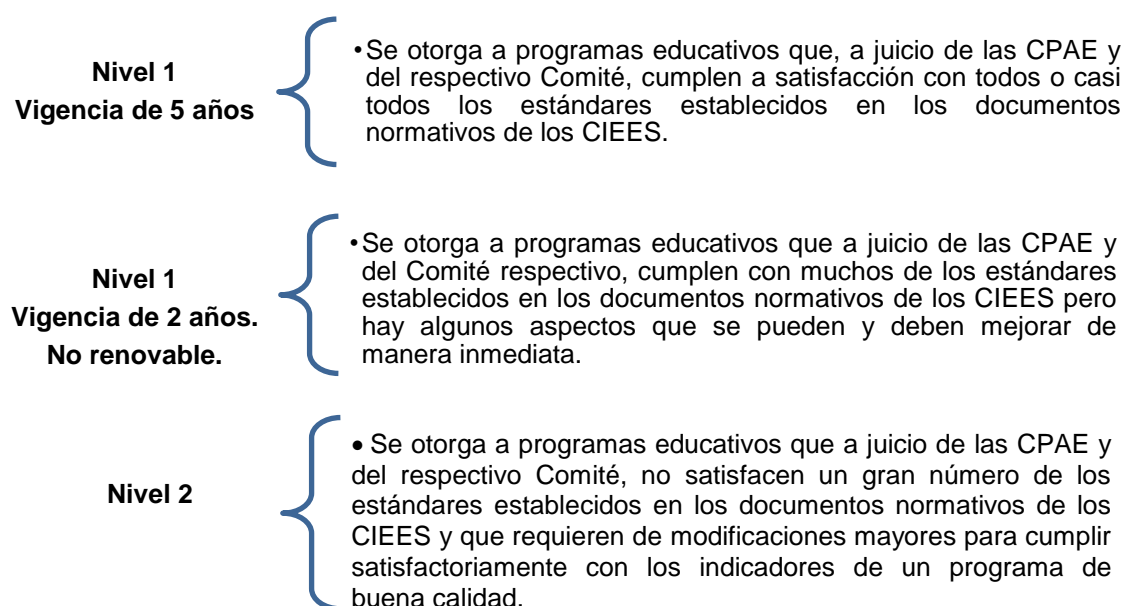 Nivel 1
Vigencia de 5 años
•Se otorga a programas educativos que, a juicio de las CPAE y
del respectivo Comité, cumplen a satisfacción con todos o casi
todos los estándares establecidos en los documentos
normativos de los CIEES.
Nivel 1
Vigencia de 2 años.
No renovable.
•Se otorga a programas educativos que a juicio de las CPAE y
del Comité respectivo, cumplen con muchos de los estándares
establecidos en los documentos normativos de los CIEES pero
hay algunos aspectos que se pueden y deben mejorar de
manera inmediata.
Nivel 2
• Se otorga a programas educativos que a juicio de las CPAE y
del respectivo Comité, no satisfacen un gran número de los
estándares establecidos en los documentos normativos de los
CIEES y que requieren de modificaciones mayores para cumplir
satisfactoriamente con los indicadores de un programa de
buena calidad.